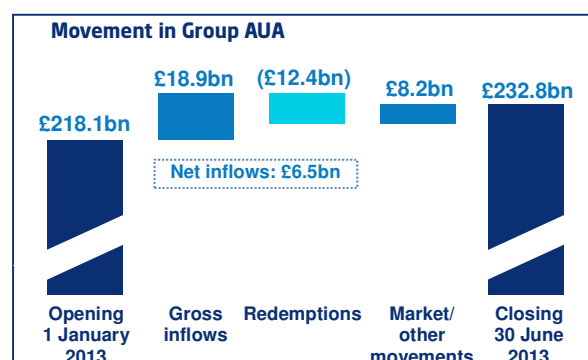 Movement in Group AUA
£18.9bn
(£12.4bn)
£8.2bn
£232.8bn
£218.1bn
Net inflows: £6.5bn
Opening
1 January
2013
Gross
inflows
Redemptions
Market/
other
movements
Closing
30 June
2013